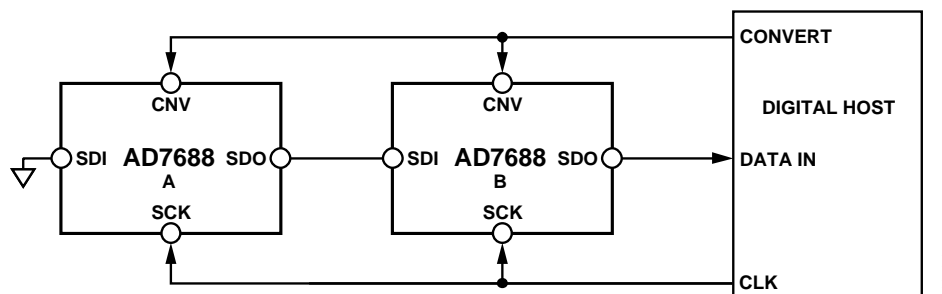 CONVERT
CNV
CNV
DIGITAL HOST
SDI AD7688 SDO
A
SDI AD7688 SDO
B
DATA IN
SCK
SCK
CLK